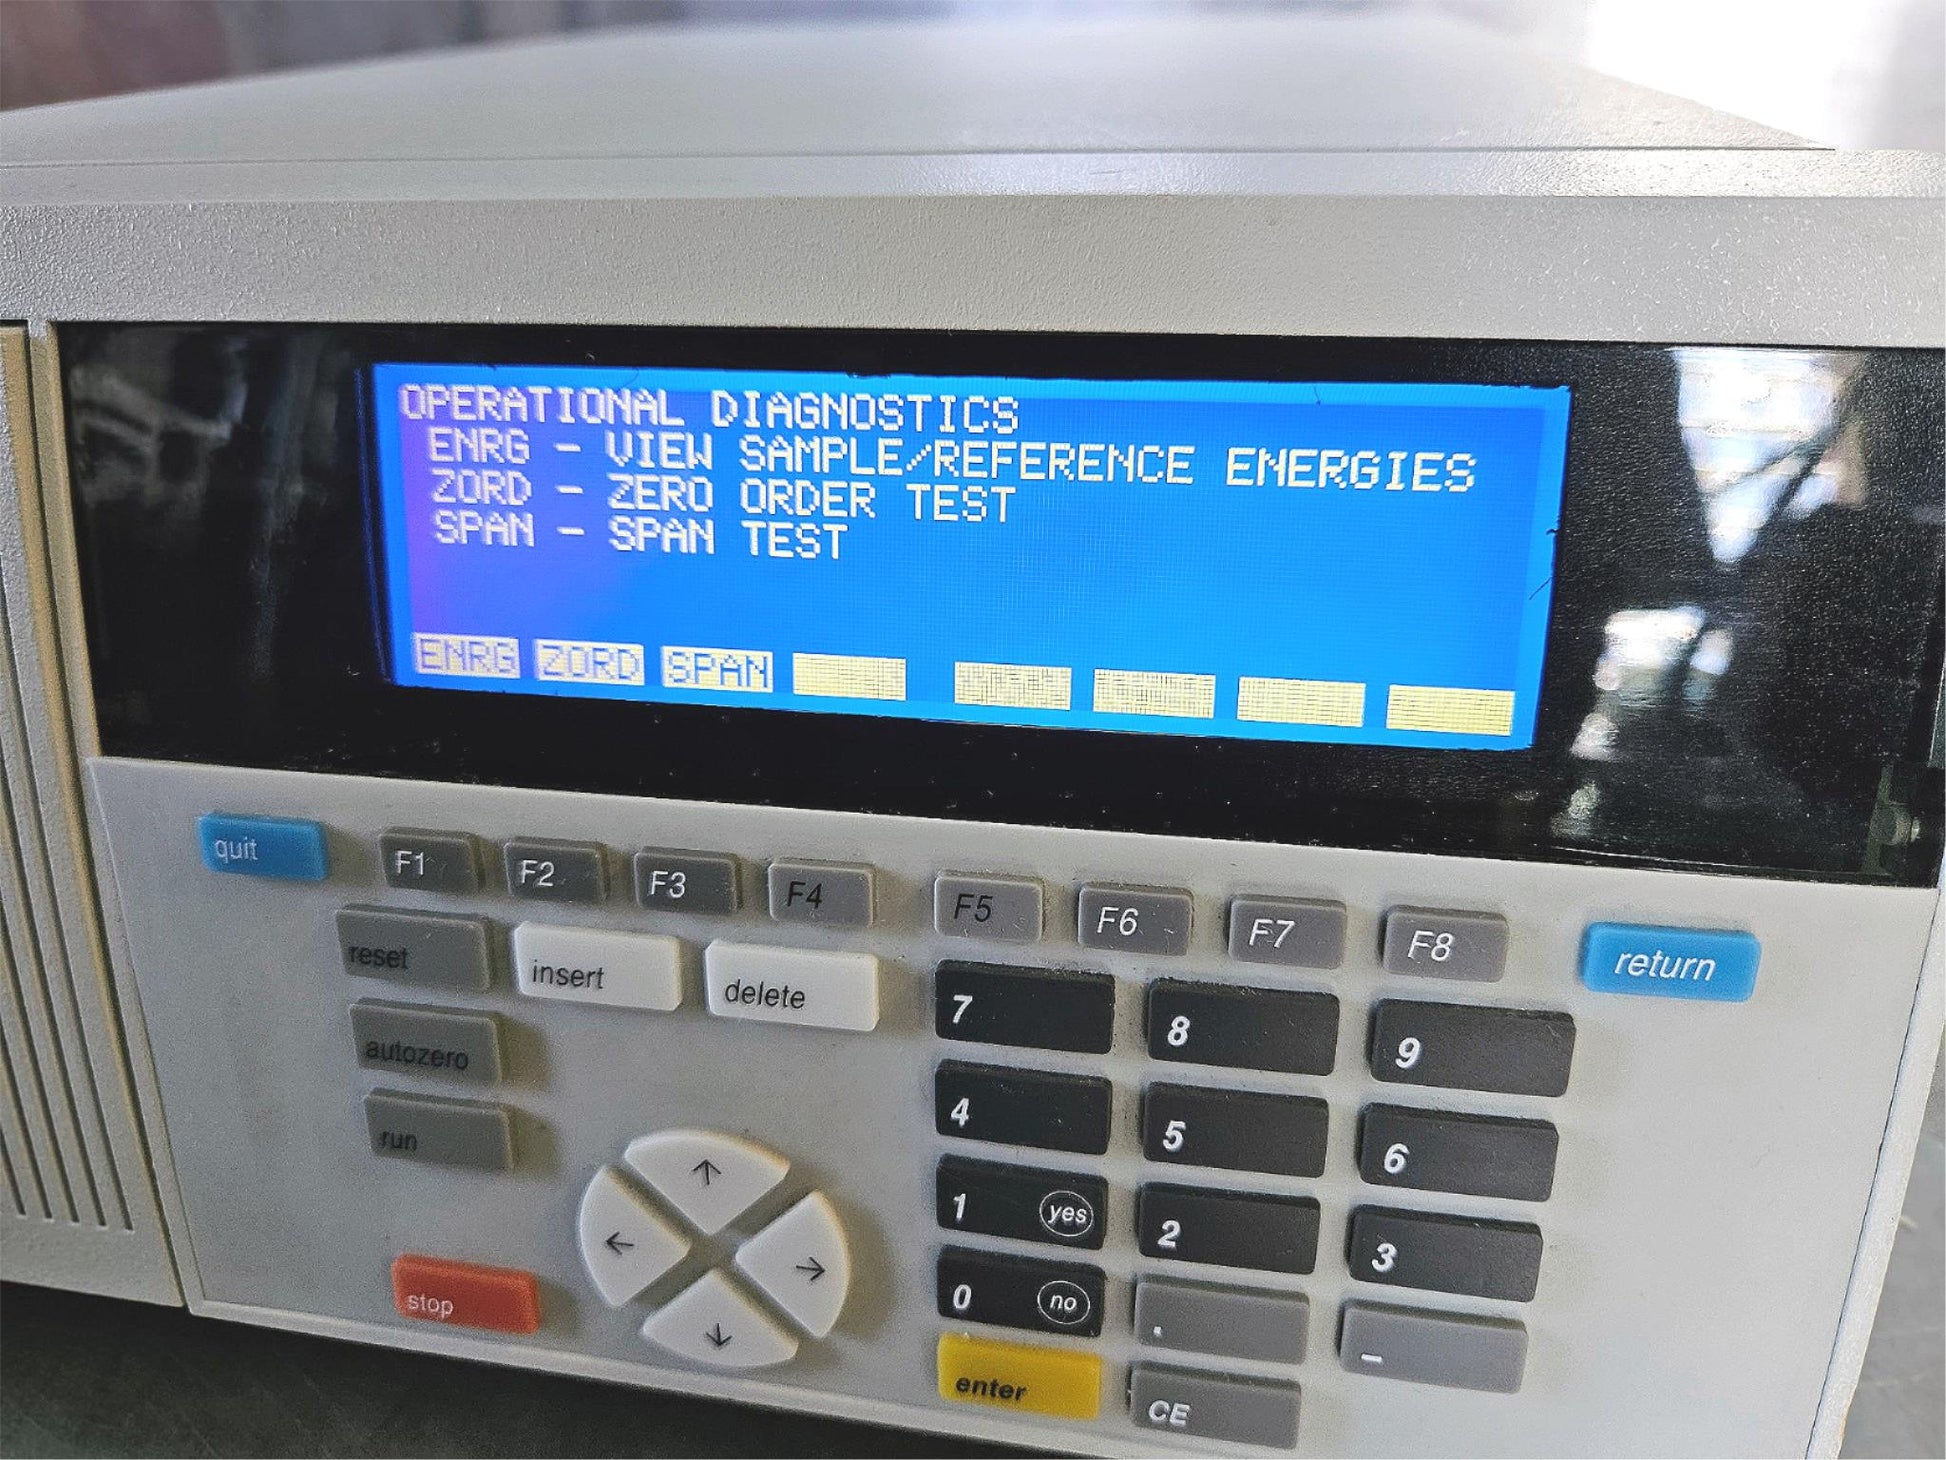 OPERATIONAL DIAGNOSTICS
ENRG - VIEW SAMPLE/REFERENCE ENERGIES
ZORD - ZERO ORDER TEST
SPAN - SPAN TEST
ENRG ZORD SPAN
quit F1 F2 F3 F4 F5 F6 F7 F8 return
reset insert delete 7 8 9
autozero 4 5 6
run 1 yes 2 3
← ↑ → ↓
stop 0 no . -
enter CE